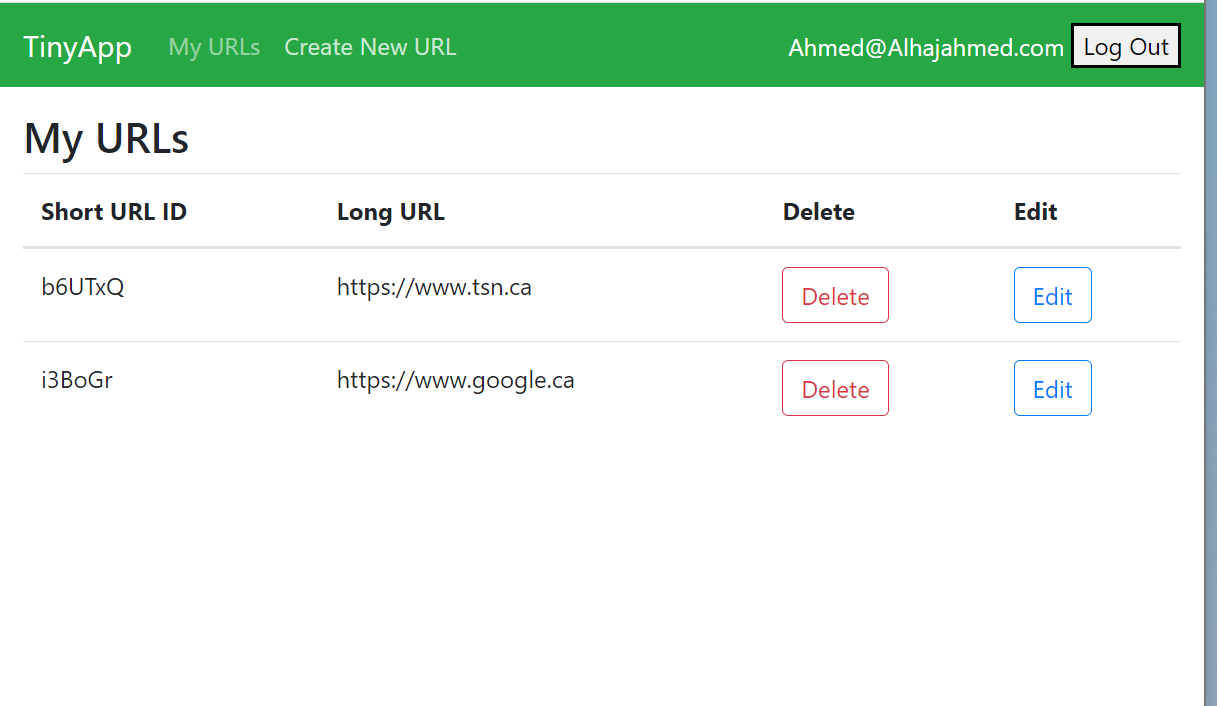 TinyApp My URLs Create New URL Ahmed@Alhajahmed.com Log Out
My URLs
Short URL ID Long URL Delete Edit
b6UTxQ https://www.tsn.ca Delete Edit
i3BoGr https://www.google.ca Delete Edit